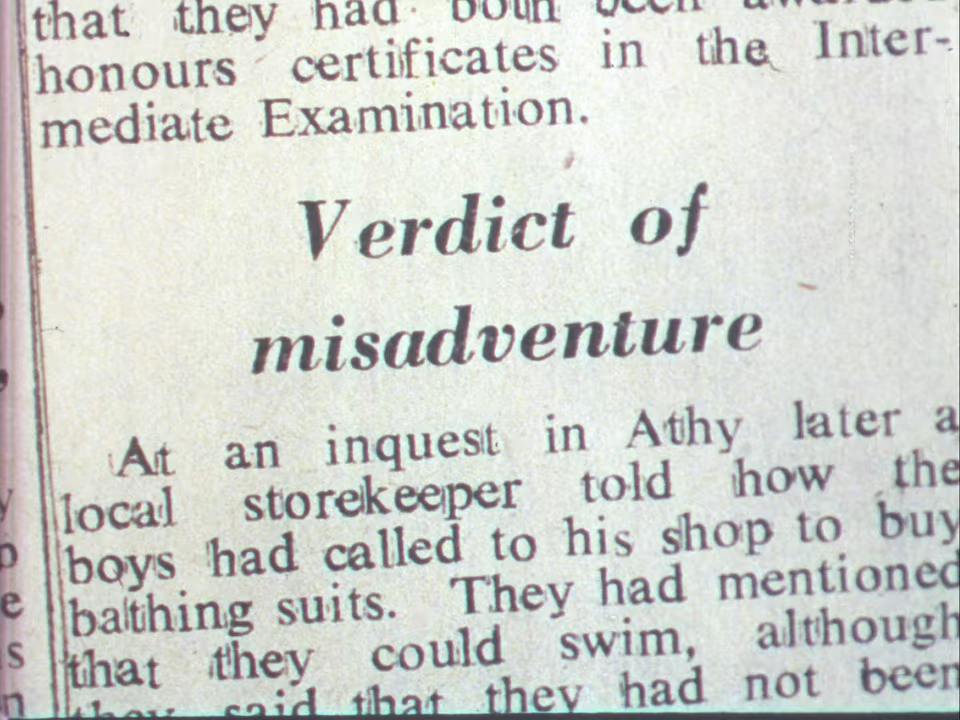 that they had both been
honours certificates in the Inter-
mediate Examination.
Verdict of
misadventure
At an inquest in Athy later a
local storekeeper told how the
boys had called to his shop to buy
bathing suits. They had mentioned
that they could swim, although
they said that they had not been